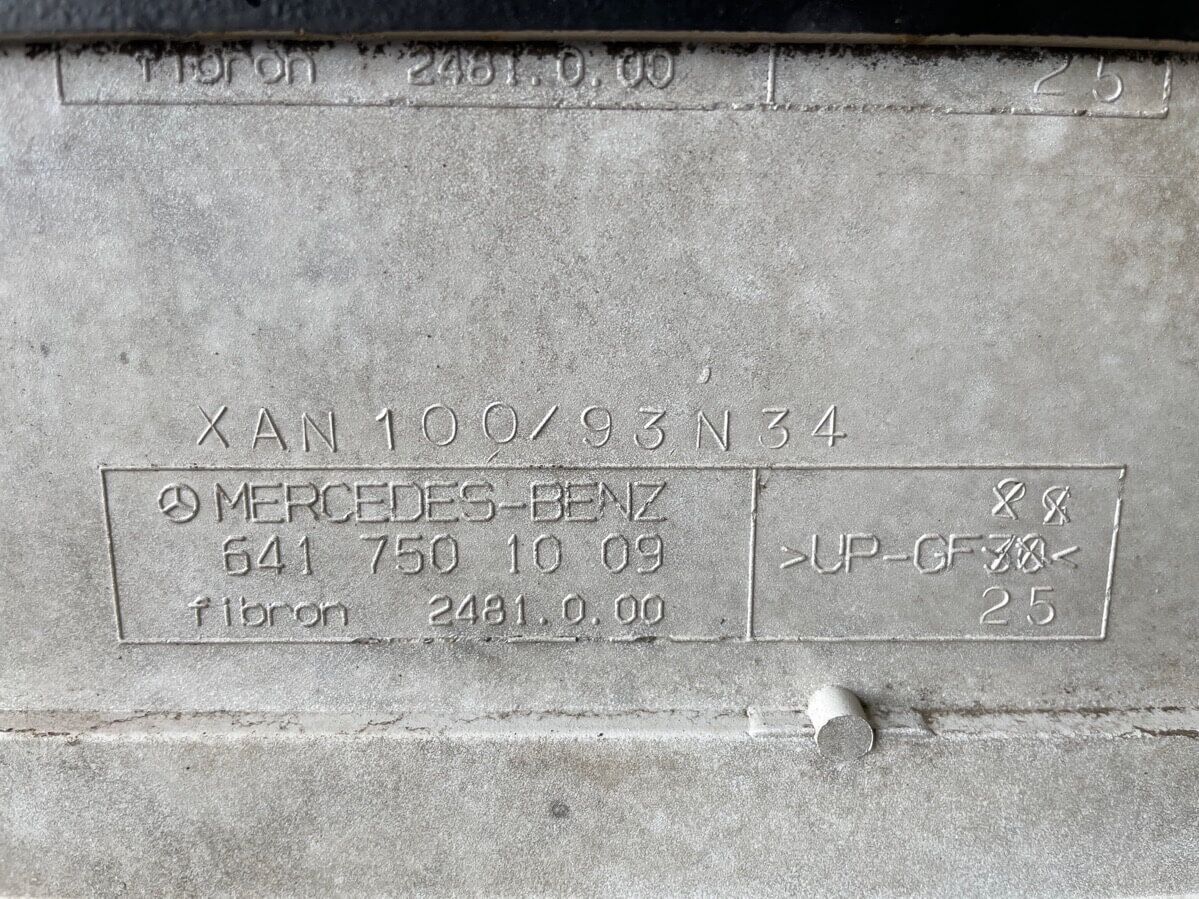 fibron 2481.0.00 25
XAN 100/93 N 34
MERCEDES-BENZ
641 750 10 09 >UP-GF30<
fibron 2481.0.00 25